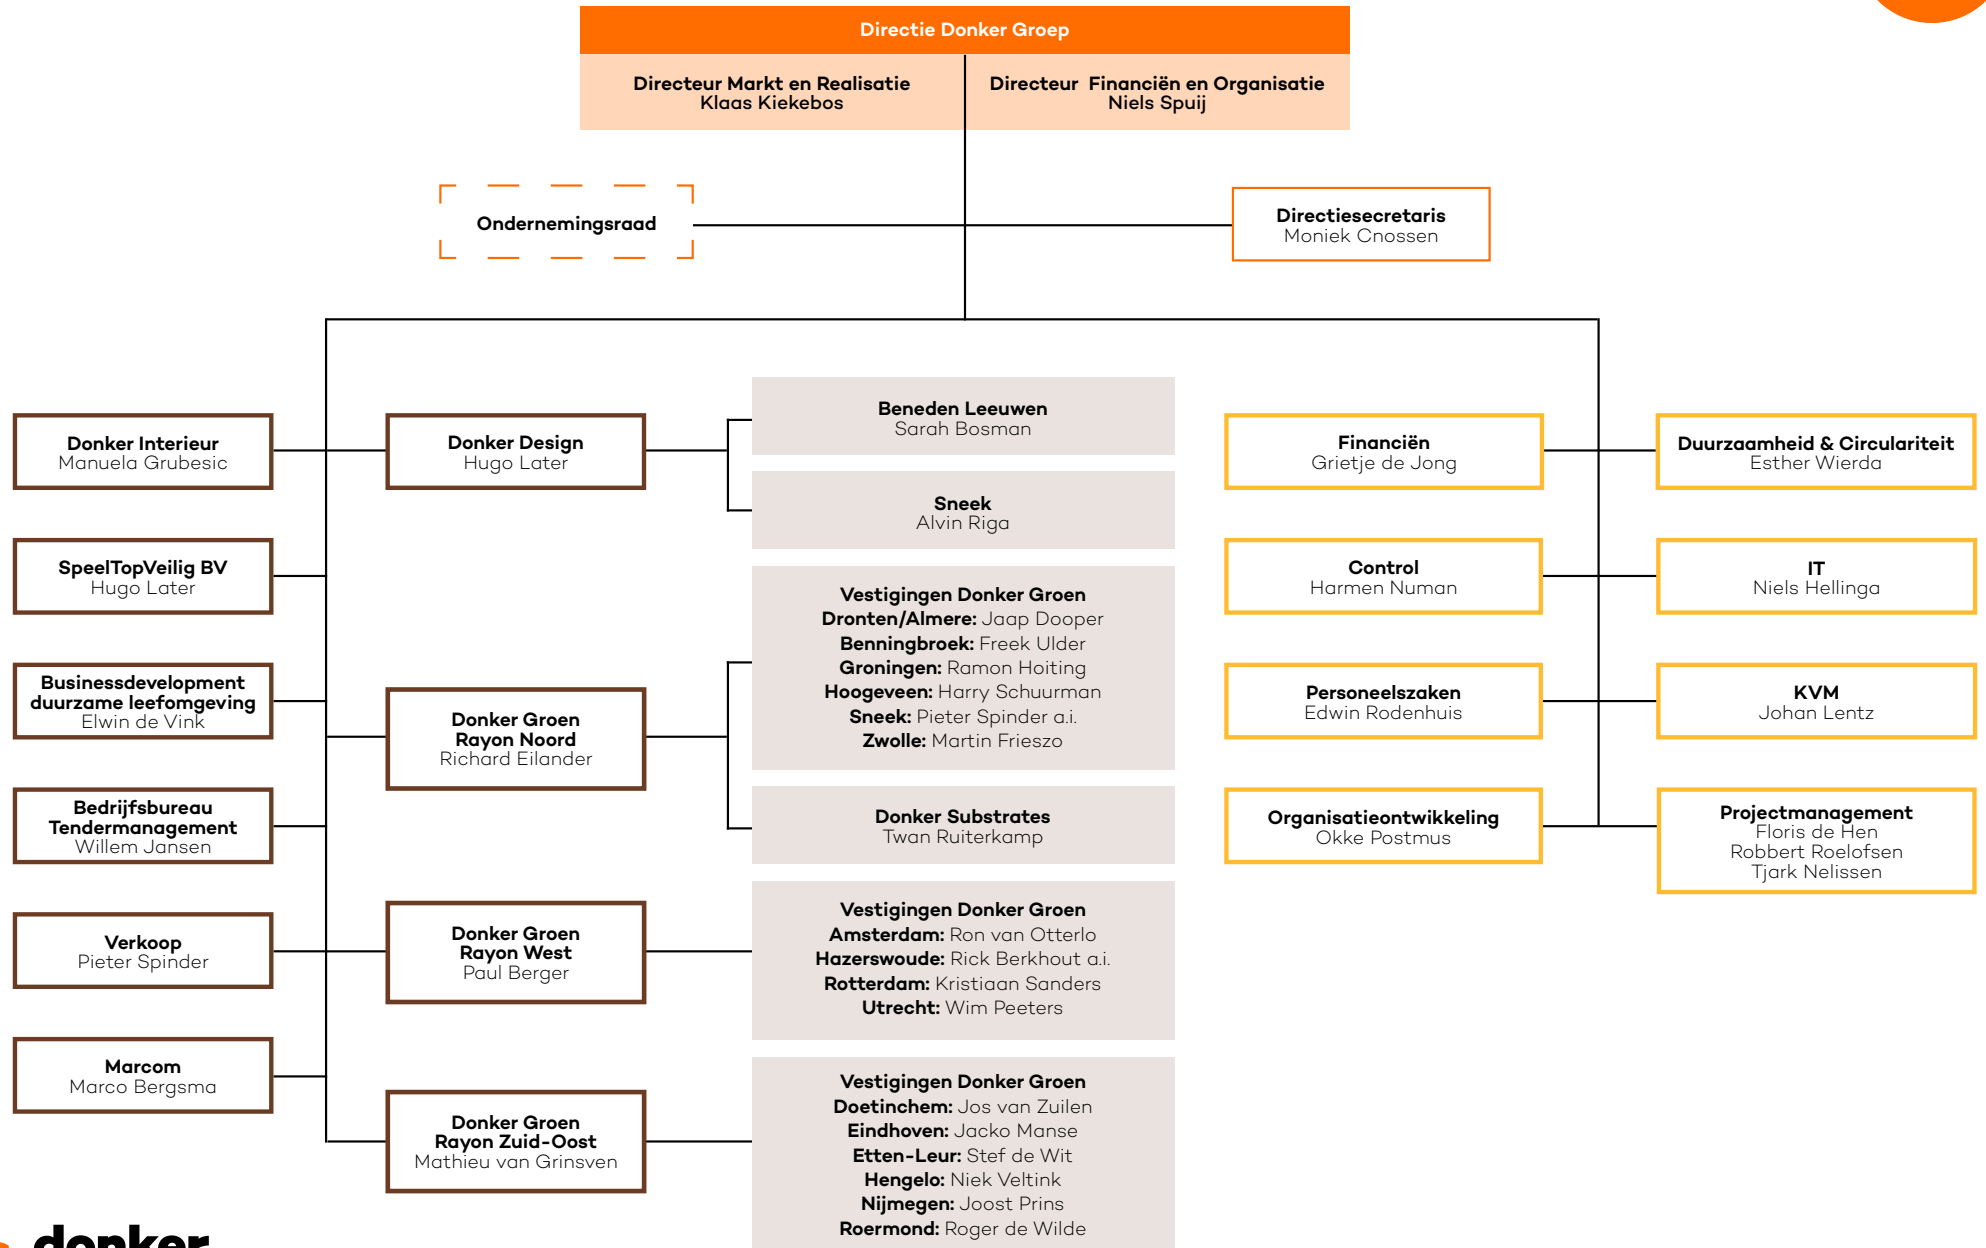 Directie Donker Groep
Directeur Markt en Realisatie
Klaas Kiekebos
Directeur Financiën en Organisatie
Niels Spuij
Ondernemingsraad
Directiesecretaris
Moniek Cnossen
Donker Interieur
Manuela Grubesic
SpeelTopVeilig BV
Hugo Later
Businessdevelopment
duurzame leefomgeving
Elwin de Vink
Bedrijfsbureau
Tendermanagement
Willem Jansen
Verkoop
Pieter Spinder
Marcom
Marco Bergsma
Donker Design
Hugo Later
Donker Groen
Rayon Noord
Richard Eilander
Donker Groen
Rayon West
Paul Berger
Donker Groen
Rayon Zuid-Oost
Mathieu van Grinsven
Beneden Leeuwen
Sarah Bosman
Sneek
Alvin Riga
Vestigingen Donker Groen
Dronten/Almere: Jaap Dooper
Benningbroek: Freek Ulder
Groningen: Ramon Hoiting
Hoogeveen: Harry Schuurman
Sneek: Pieter Spinder a.i.
Zwolle: Martin Frieszo
Donker Substrates
Twan Ruiterkamp
Vestigingen Donker Groen
Amsterdam: Ron van Otterlo
Hazerswoude: Rick Berkhout a.i.
Rotterdam: Kristiaan Sanders
Utrecht: Wim Peeters
Vestigingen Donker Groen
Doetinchem: Jos van Zuilen
Eindhoven: Jacko Manse
Etten-Leur: Stef de Wit
Hengelo: Niek Veltink
Nijmegen: Joost Prins
Roermond: Roger de Wilde
Financiën
Grietje de Jong
Control
Harmen Numan
Personeelszaken
Edwin Rodenhuis
Organisatieontwikkeling
Okke Postmus
Duurzaamheid & Circulariteit
Esther Wierda
IT
Niels Hellinga
KVM
Johan Lentz
Projectmanagement
Floris de Hen
Robbert Roelofsen
Tjark Nelissen
donker